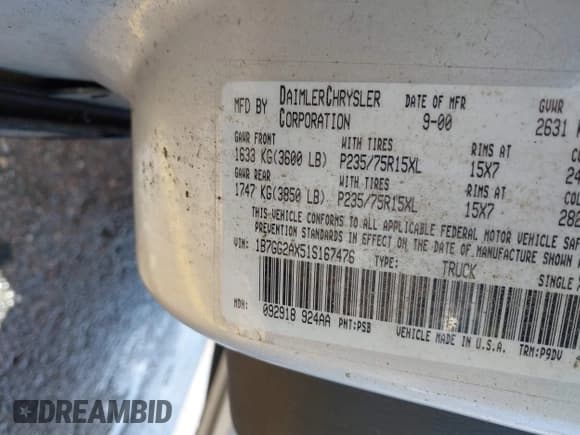 MFD BY DAIMLERCHRYSLER CORPORATION DATE OF MFR 9-00 GVWR 2631
GAWR FRONT WITH TIRES RIMS AT
1633 KG(3600 LB) P235/75R15XL 15X7
GAWR REAR WITH TIRES RIMS AT
1747 KG(3850 LB) P235/75R15XL 15X7
THIS VEHICLE CONFORMS TO ALL APPLICABLE FEDERAL MOTOR VEHICLE SAFE
PREVENTION STANDARDS IN EFFECT ON THE DATE OF MANUFACTURE SHOWN
VIN: 1B7GG2AX51S167476 TYPE: TRUCK SINGLE
MDH: 092918 924AA PNT:PSB VEHICLE MADE IN U.S.A. TRM:P9DV
DREAMBID